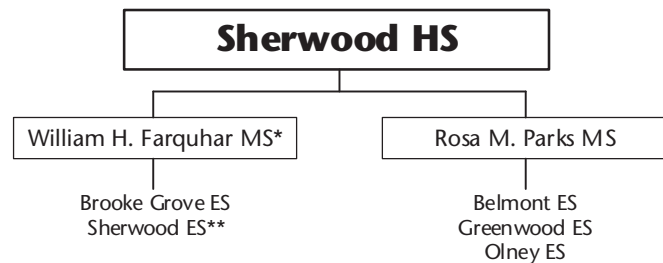 Sherwood HS
William H. Farquhar MS*
Rosa M. Parks MS
Brooke Grove ES
Sherwood ES**
Belmont ES
Greenwood ES
Olney ES